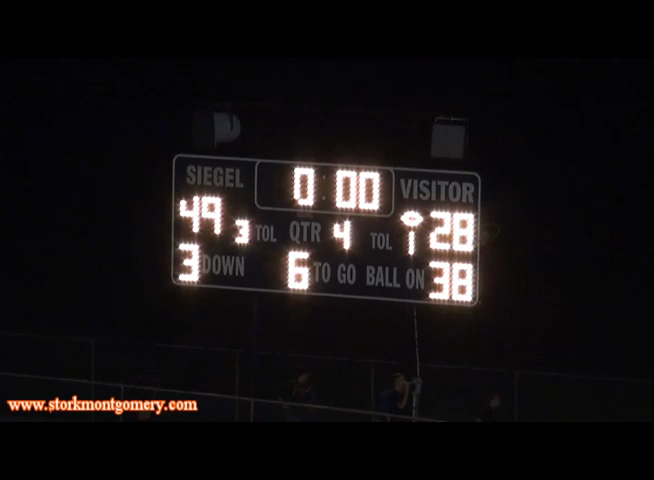 SIEGEL 0:00 VISITOR
49 3 TOL QTR 4 TOL 1 28
3 DOWN 6 TO GO BALL ON 38
www.storkmontgomery.com